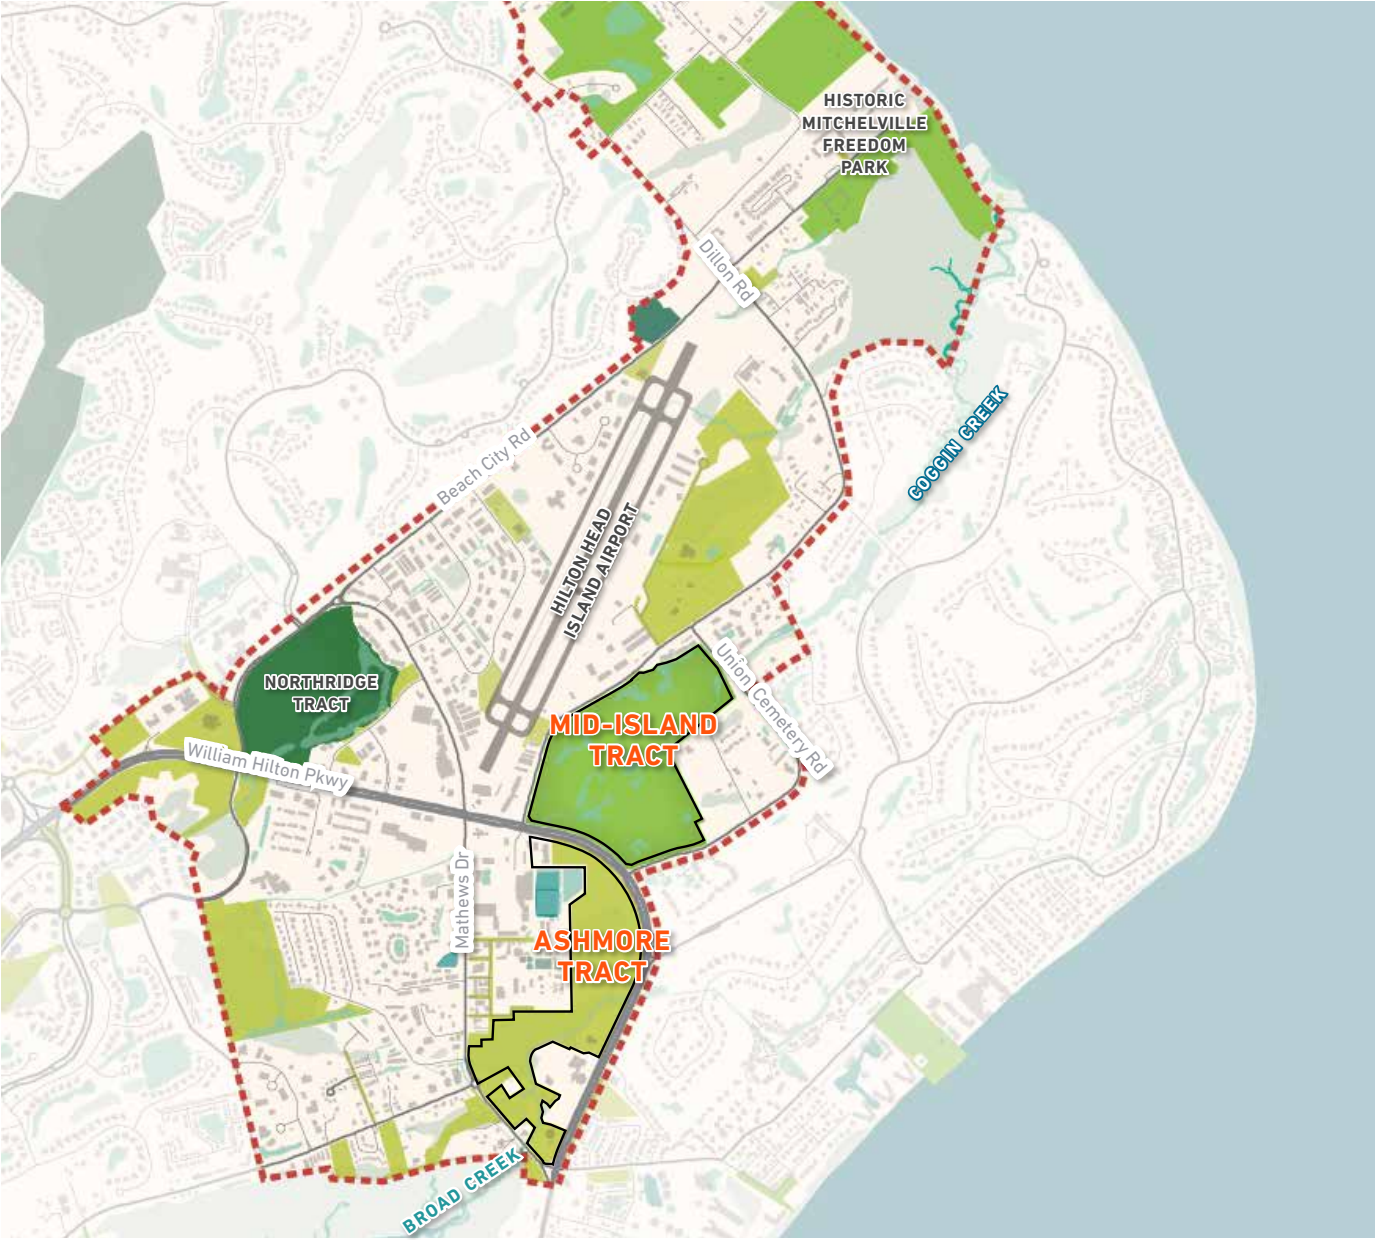 HISTORIC
MITCHELVILLE
FREEDOM
PARK
Dillon Rd
COGGIN CREEK
Beach City Rd
HILTON HEAD
ISLAND AIRPORT
NORTHRIDGE
TRACT
Union Cemetery Rd
MID-ISLAND
TRACT
William Hilton Pkwy
Mathews Dr
ASHMORE
TRACT
BROAD CREEK